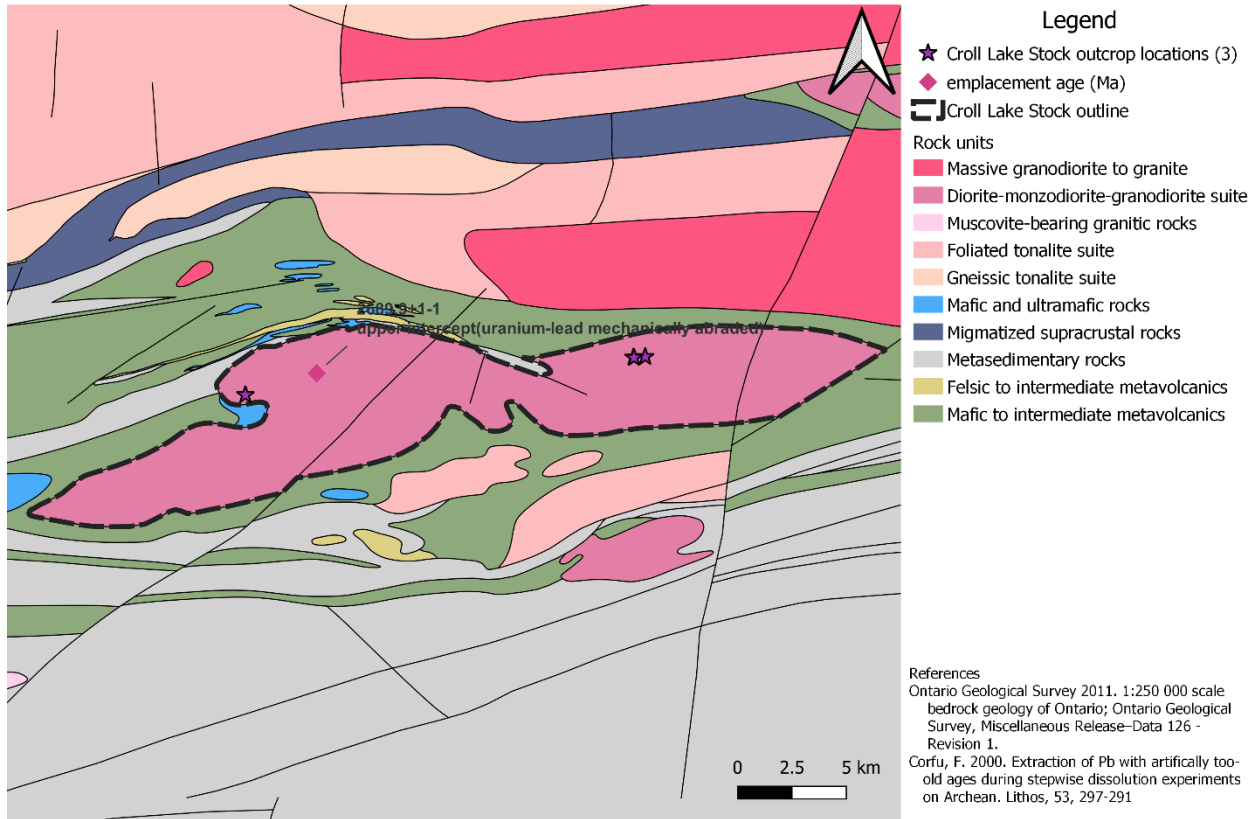 2689.9+1-1
upper intercept(uranium-lead mechanically abraded)
0 2.5 5 km
Legend
Croll Lake Stock outcrop locations (3)
emplacement age (Ma)
Croll Lake Stock outline
Rock units
Massive granodiorite to granite
Diorite-monzodiorite-granodiorite suite
Muscovite-bearing granitic rocks
Foliated tonalite suite
Gneissic tonalite suite
Mafic and ultramafic rocks
Migmatized supracrustal rocks
Metasedimentary rocks
Felsic to intermediate metavolcanics
Mafic to intermediate metavolcanics
References
Ontario Geological Survey 2011. 1:250 000 scale
bedrock geology of Ontario; Ontario Geological
Survey, Miscellaneous Release–Data 126 -
Revision 1.
Corfu, F. 2000. Extraction of Pb with artifically too-
old ages during stepwise dissolution experiments
on Archean. Lithos, 53, 297-291